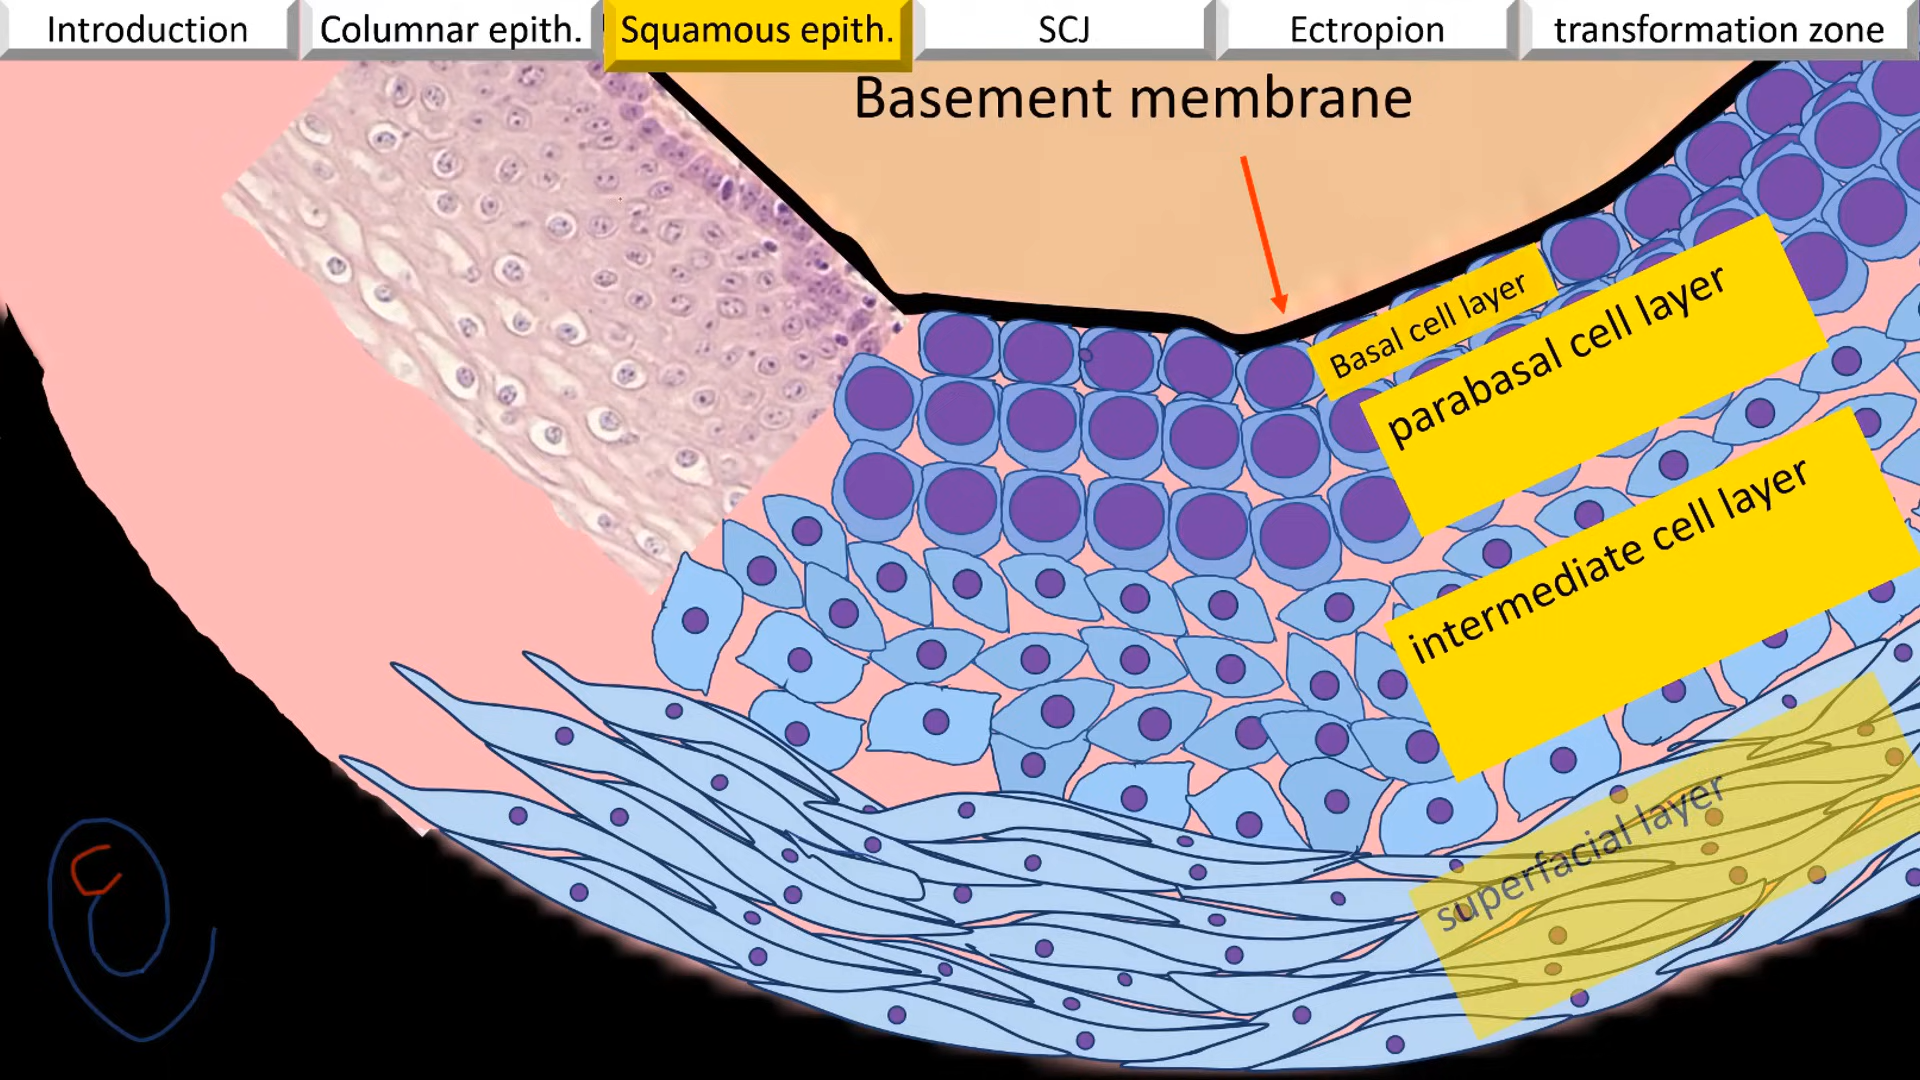 Introduction
Columnar epith.
Squamous epith.
SCJ
Ectropion
transformation zone
Basement membrane
Basal cell layer
parabasal cell layer
intermediate cell layer
superfacial layer